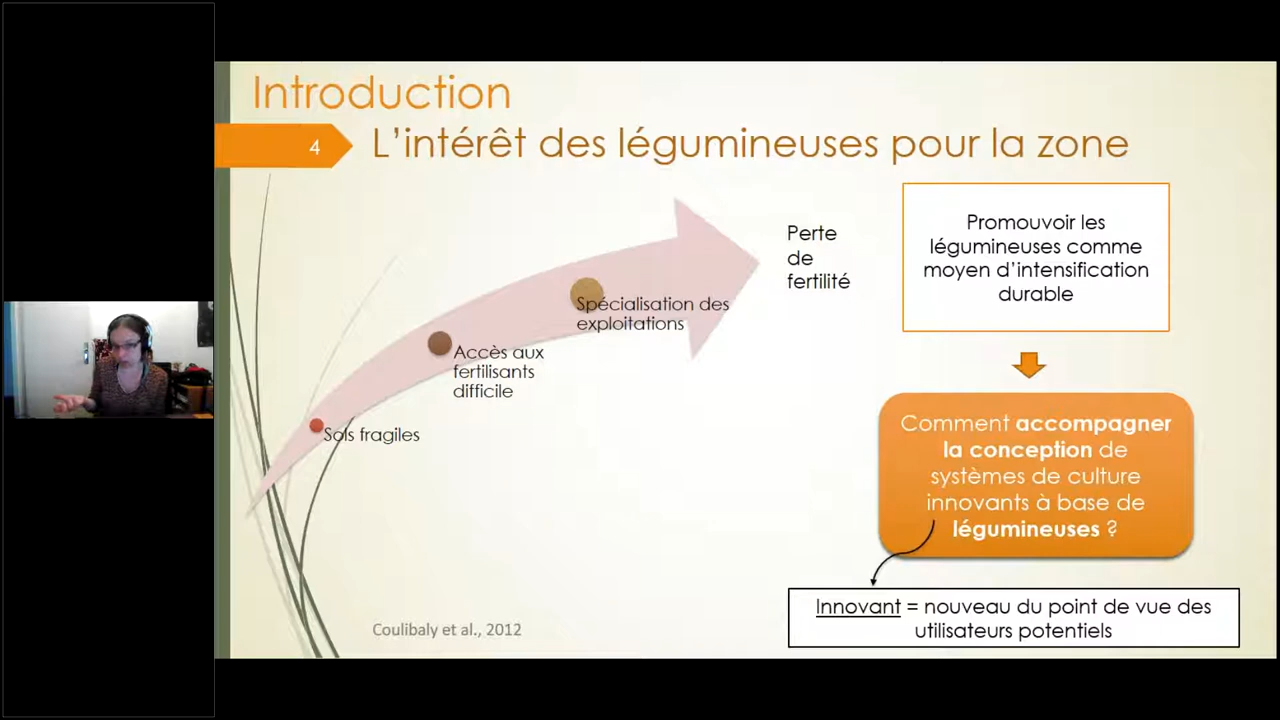 Introduction
4
L'intérêt des légumineuses pour la zone
Perte
de
fertilité
Spécialisation des
exploitations
Accès aux
fertilisants
difficile
Sols fragiles
Promouvoir les
légumineuses comme
moyen d'intensification
durable
Comment accompagner
la conception de
systèmes de culture
innovants à base de
légumineuses ?
Innovant = nouveau du point de vue des
utilisateurs potentiels
Coulibaly et al., 2012